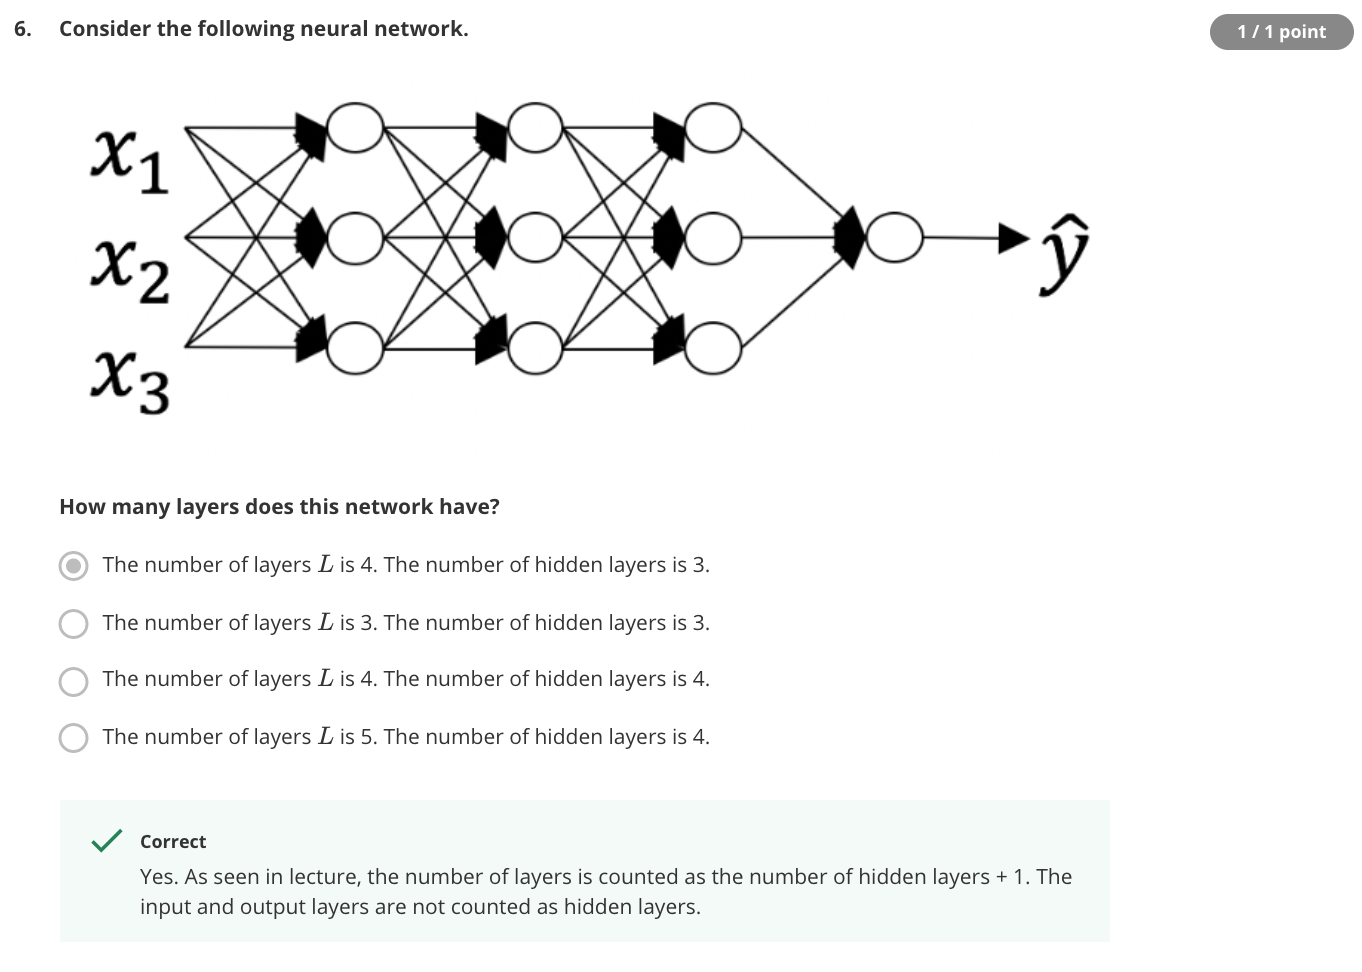 6. Consider the following neural network.
1 / 1 point
x₁
x₂
x₃
ŷ
How many layers does this network have?
The number of layers L is 4. The number of hidden layers is 3.
The number of layers L is 3. The number of hidden layers is 3.
The number of layers L is 4. The number of hidden layers is 4.
The number of layers L is 5. The number of hidden layers is 4.
Correct
Yes. As seen in lecture, the number of layers is counted as the number of hidden layers + 1. The
input and output layers are not counted as hidden layers.